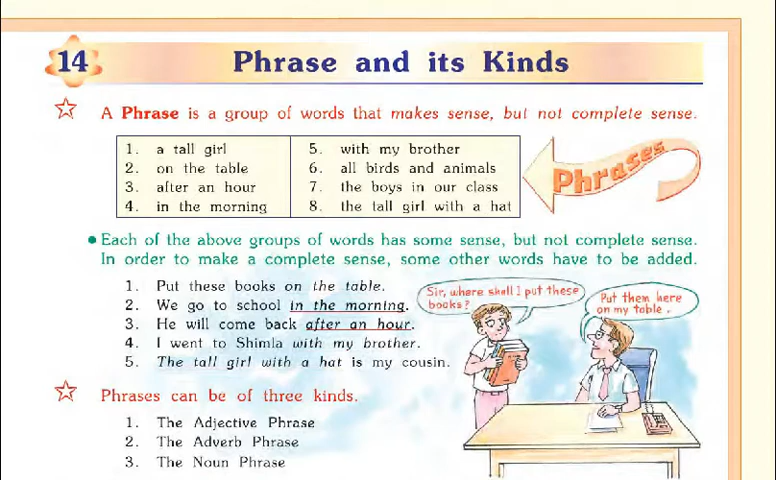 14 Phrase and its Kinds
A Phrase is a group of words that makes sense, but not complete sense.
1. a tall girl
2. on the table
3. after an hour
4. in the morning
5. with my brother
6. all birds and animals
7. the boys in our class
8. the tall girl with a hat
Phrases
Each of the above groups of words has some sense, but not complete sense.
In order to make a complete sense, some other words have to be added.
1. Put these books on the table.
2. We go to school in the morning.
3. He will come back after an hour.
4. I went to Shimla with my brother.
5. The tall girl with a hat is my cousin.
Sir, where shall I put these
books?
Put them here
on my table.
Phrases can be of three kinds.
1. The Adjective Phrase
2. The Adverb Phrase
3. The Noun Phrase